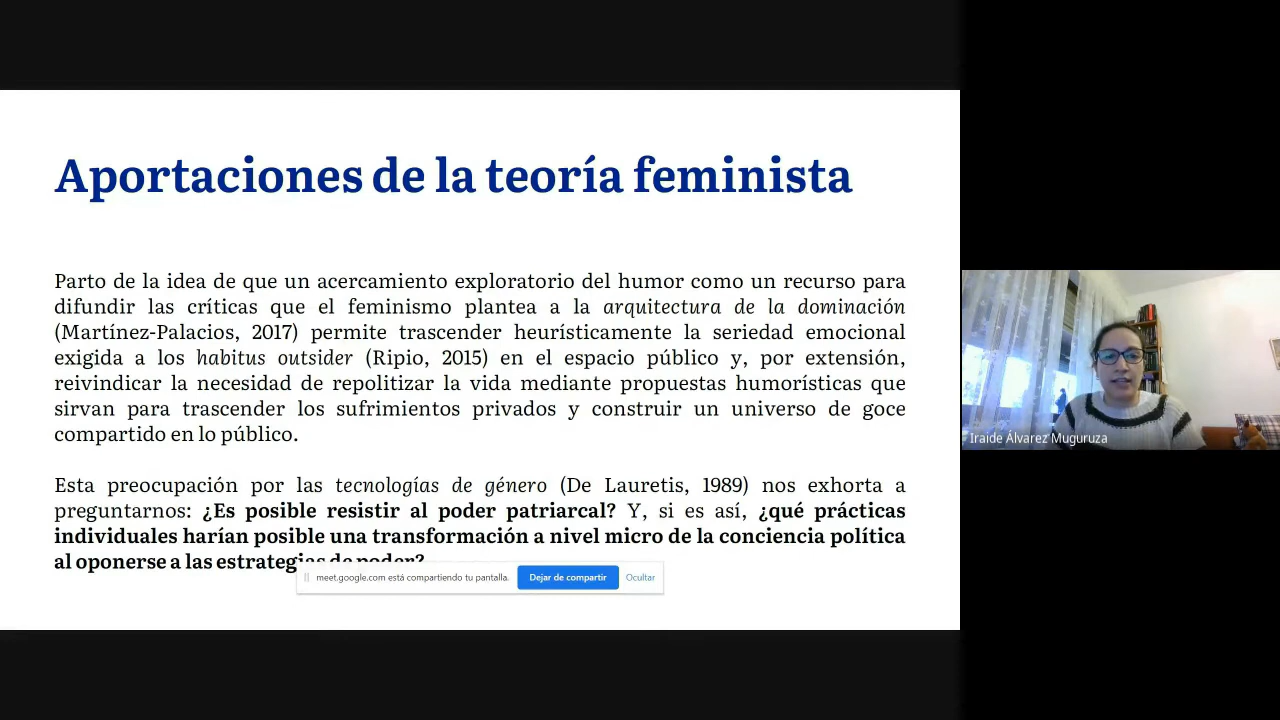 Aportaciones de la teoría feminista
Parto de la idea de que un acercamiento exploratorio del humor como un recurso para
difundir las críticas que el feminismo plantea a la arquitectura de la dominación
(Martínez-Palacios, 2017) permite trascender heurísticamente la seriedad emocional
exigida a los habitus outsider (Ripio, 2015) en el espacio público y, por extensión,
reivindicar la necesidad de repolitizar la vida mediante propuestas humorísticas que
sirvan para trascender los sufrimientos privados y construir un universo de goce
compartido en lo público.
Esta preocupación por las tecnologías de género (De Lauretis, 1989) nos exhorta a
preguntarnos: ¿Es posible resistir al poder patriarcal? Y, si es así, ¿qué prácticas
individuales harían posible una transformación a nivel micro de la conciencia política
al oponerse a las estrategias de poder?
meet.google.com está compartiendo tu pantalla.
Dejar de compartir
Ocultar
Iraide Álvarez Muguruza